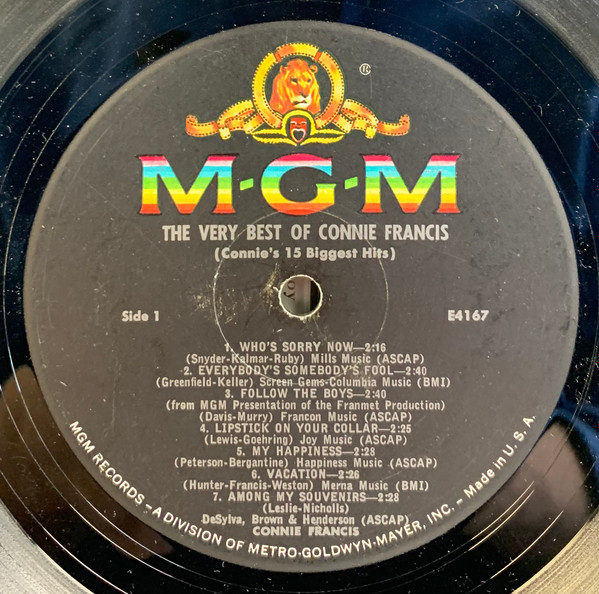 ®
M·G·M
THE VERY BEST OF CONNIE FRANCIS
(Connie's 15 Biggest Hits)
Side 1
E4167
1. WHO'S SORRY NOW—2:16
(Snyder-Kalmar-Ruby) Mills Music (ASCAP)
2. EVERYBODY'S SOMEBODY'S FOOL—2:40
(Greenfield-Keller) Screen Gems-Columbia Music (BMI)
3. FOLLOW THE BOYS—2:40
(from MGM Presentation of the Franmet Production)
(Davis-Murry) Francon Music (ASCAP)
4. LIPSTICK ON YOUR COLLAR—2:25
(Lewis-Goehring) Joy Music (ASCAP)
5. MY HAPPINESS—2:28
(Peterson-Bergantine) Happiness Music (ASCAP)
6. VACATION—2:26
(Hunter-Francis-Weston) Merna Music (BMI)
7. AMONG MY SOUVENIRS—2:28
(Leslie-Nicholls)
DeSylva, Brown & Henderson (ASCAP)
CONNIE FRANCIS
MGM RECORDS – A DIVISION OF METRO-GOLDWYN-MAYER, INC. – Made in U.S.A.